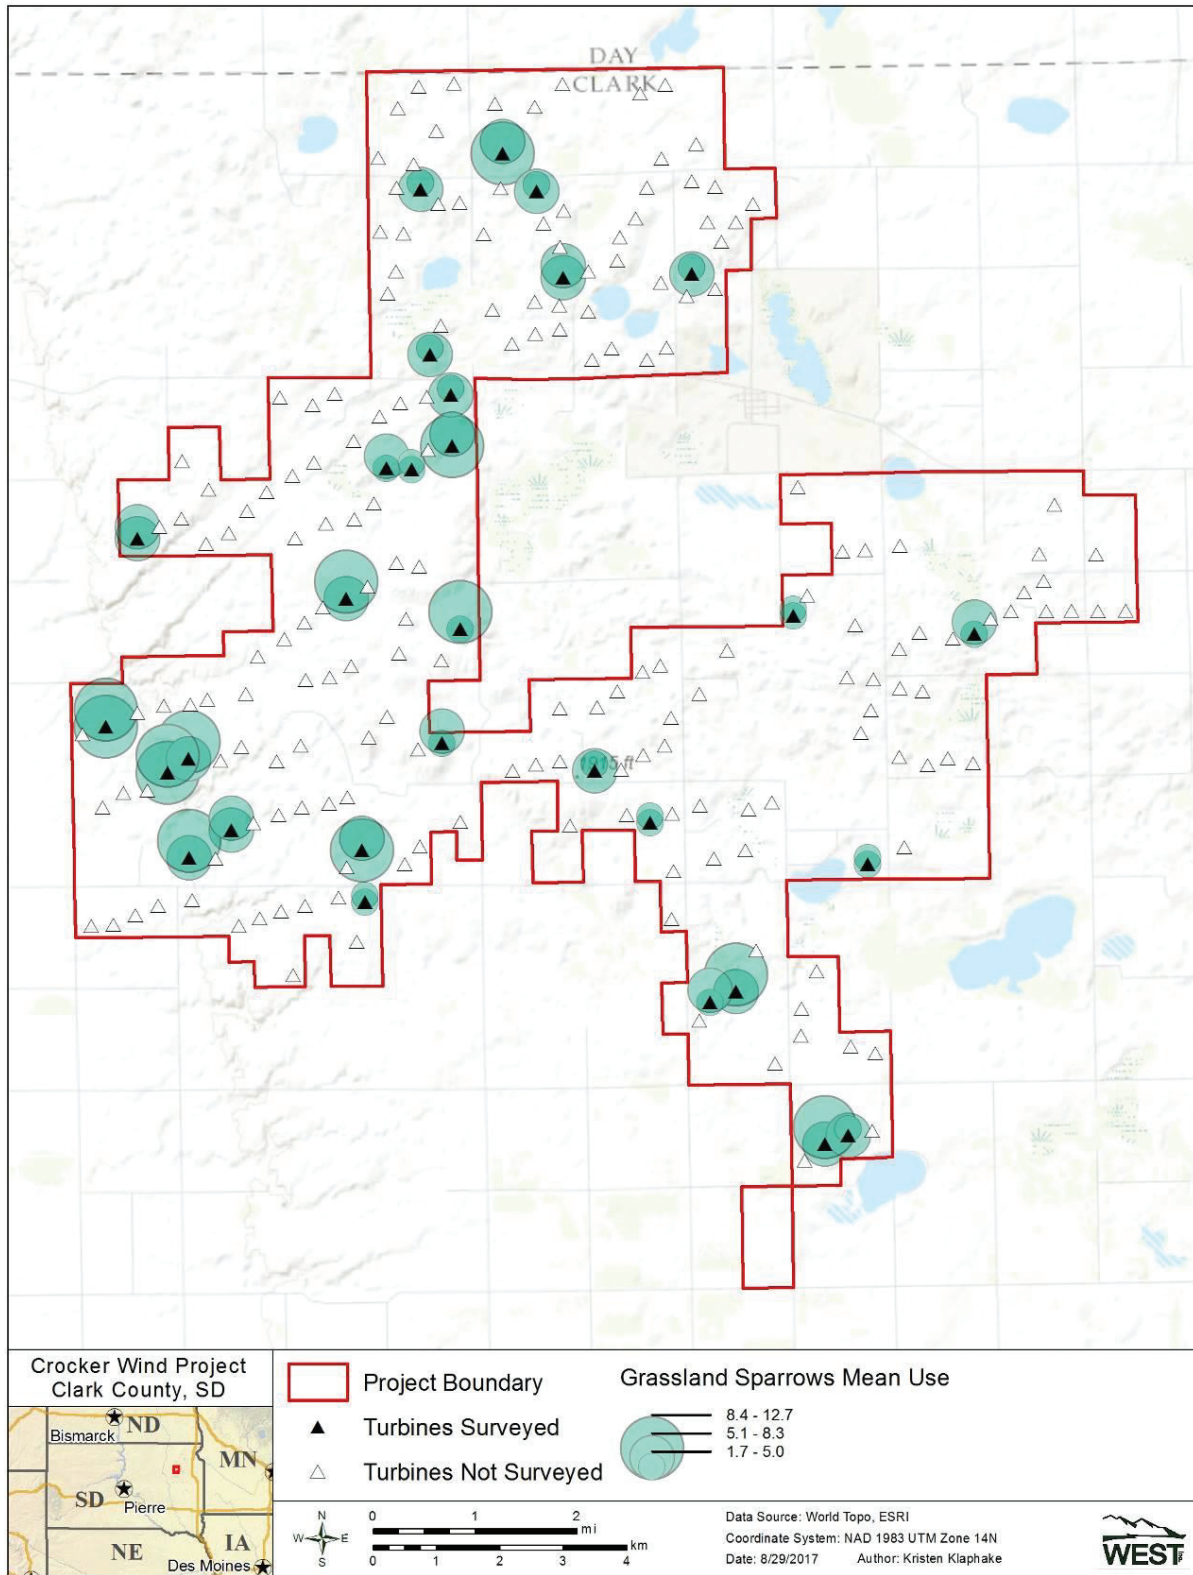 DAY
CLARK
1915 ft
Crocker Wind Project
Clark County, SD
ND
Bismarck
MN
SD
Pierre
IA
NE
Des Moines
Project Boundary
Turbines Surveyed
Turbines Not Surveyed
Grassland Sparrows Mean Use
8.4 - 12.7
5.1 - 8.3
1.7 - 5.0
N
W E
S
0 1 2
mi
km
0 1 2 3 4
Data Source: World Topo, ESRI
Coordinate System: NAD 1983 UTM Zone 14N
Date: 8/29/2017 Author: Kristen Klaphake
WEST